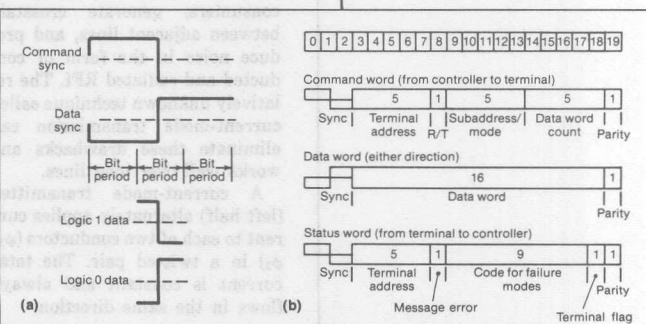 Command
sync
Data
sync
Bit
period
Bit
period
Bit
period
Logic 1 data
Logic 0 data
(a)
0 1 2 3 4 5 6 7 8 9 10 11 12 13 14 15 16 17 18 19
Command word (from controller to terminal)
5 1 5 5 1
Sync Terminal
address
R/T
Subaddress/
mode
Data word
count
Parity
Data word (either direction)
16 1
Sync Data word Parity
Status word (from terminal to controller)
5 1 9 1 1
Sync Terminal
address
Code for failure
modes
Parity
Message error
Terminal flag
(b)